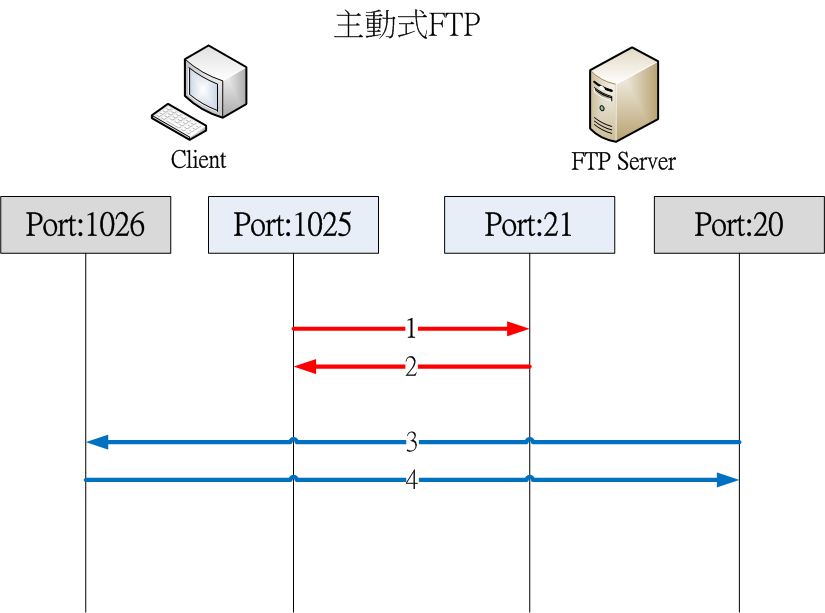 主動式FTP
Client
FTP Server
Port:1026
Port:1025
Port:21
Port:20
1
2
3
4